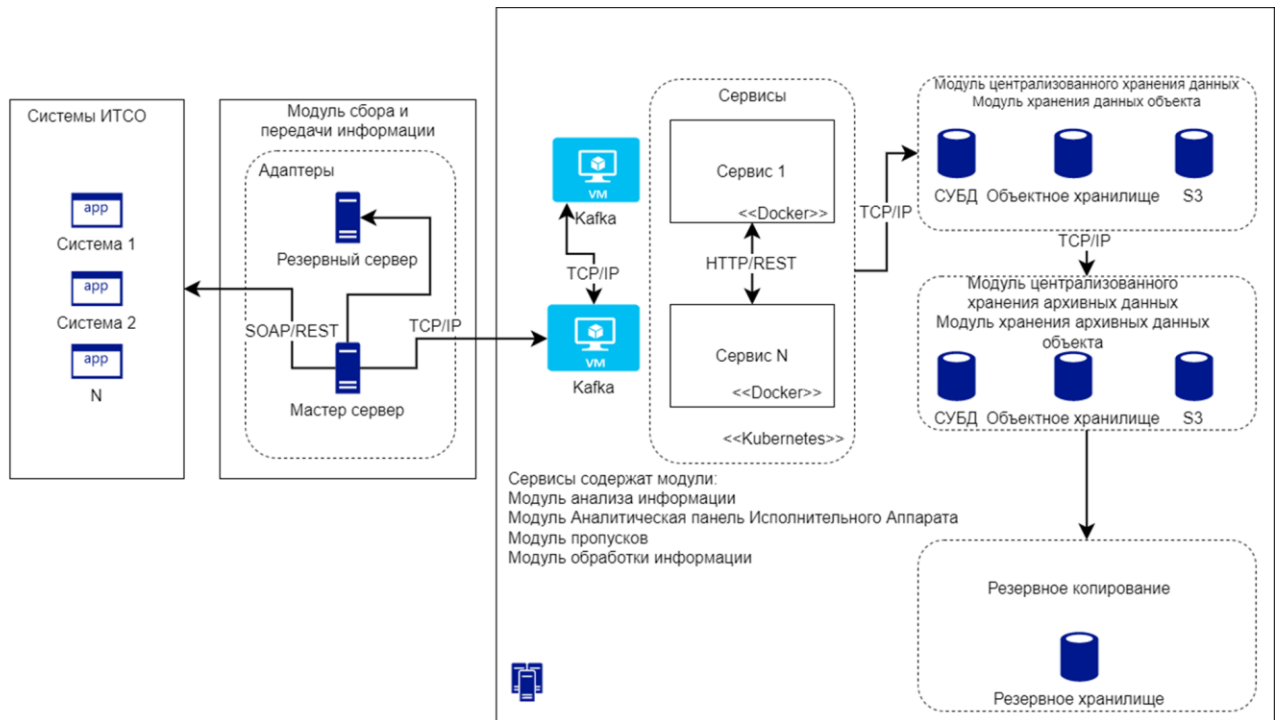 Системы ИТСО
app
Система 1
app
Система 2
app
N
Модуль сбора и
передачи информации
Адаптеры
Резервный сервер
SOAP/REST
TCP/IP
Мастер сервер
VM
Kafka
TCP/IP
VM
Kafka
Сервисы
Сервис 1
<<Docker>>
HTTP/REST
Сервис N
<<Docker>>
<<Kubernetes>>
TCP/IP
Сервисы содержат модули:
Модуль анализа информации
Модуль Аналитическая панель Исполнительного Аппарата
Модуль пропусков
Модуль обработки информации
Модуль централизованного хранения данных
Модуль хранения данных объекта
СУБД
Объектное хранилище
S3
TCP/IP
Модуль централизованного
хранения архивных данных
Модуль хранения архивных данных
объекта
СУБД
Объектное хранилище
S3
Резервное копирование
Резервное хранилище